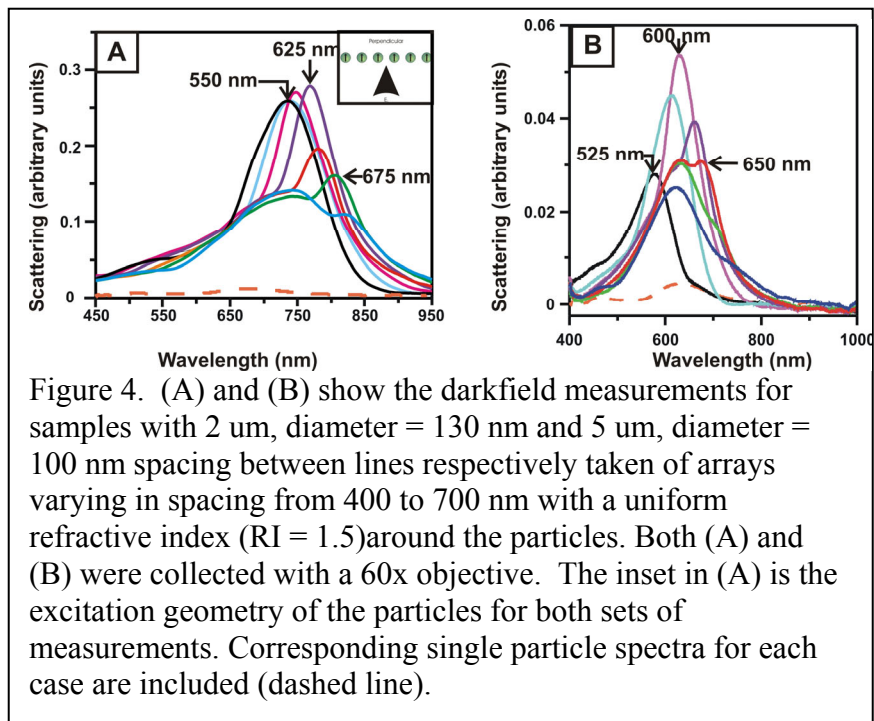 A
Perpendicular
E
625 nm
550 nm
675 nm
Scattering (arbitrary units)
0.3
0.2
0.1
0
450
550
650
750
850
950
Wavelength (nm)
B
600 nm
525 nm
650 nm
Scattering (arbitrary units)
0.06
0.04
0.02
0
400
600
800
1000
Wavelength (nm)
Figure 4.  (A) and (B) show the darkfield measurements for
samples with 2 um, diameter = 130 nm and 5 um, diameter =
100 nm spacing between lines respectively taken of arrays
varying in spacing from 400 to 700 nm with a uniform
refractive index (RI = 1.5)around the particles. Both (A) and
(B) were collected with a 60x objective.  The inset in (A) is the
excitation geometry of the particles for both sets of
measurements. Corresponding single particle spectra for each
case are included (dashed line).